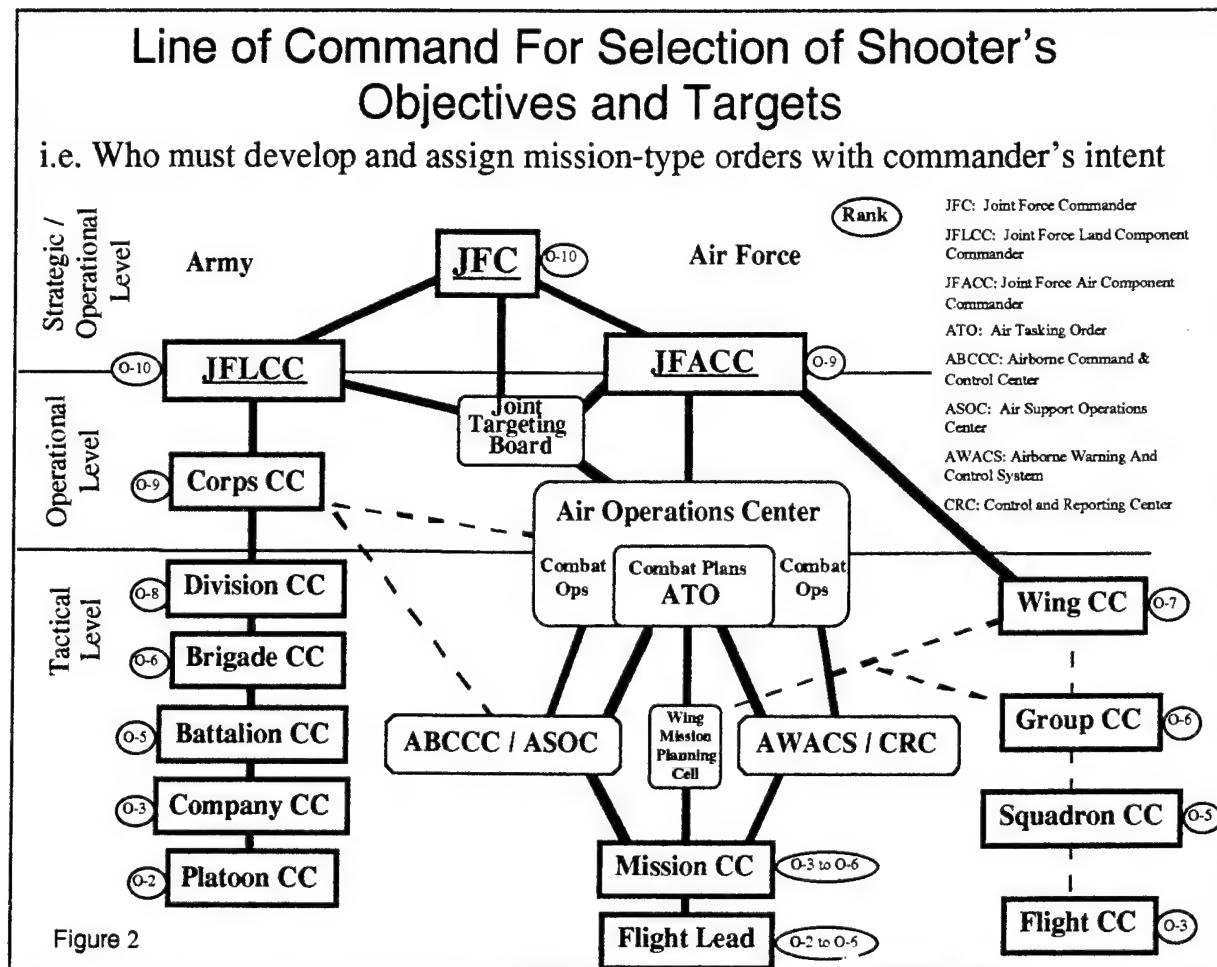 Line of Command For Selection of Shooter's
Objectives and Targets
i.e. Who must develop and assign mission-type orders with commander's intent
Strategic /
Operational
Level
Army
JFC
O-10
Air Force
Rank
JFC: Joint Force Commander
JFLCC: Joint Force Land Component
Commander
JFACC: Joint Force Air Component
Commander
ATO: Air Tasking Order
ABCCC: Airborne Command &
Control Center
ASOC: Air Support Operations
Center
AWACS: Airborne Warning And
Control System
CRC: Control and Reporting Center
O-10
JFLCC
JFACC
O-9
Operational
Level
Joint
Targeting
Board
O-9
Corps CC
Air Operations Center
Combat
Ops
Combat Plans
ATO
Combat
Ops
Tactical
Level
O-8
Division CC
Wing CC
O-7
O-6
Brigade CC
O-5
Battalion CC
ABCCC / ASOC
Wing
Mission
Planning
Cell
AWACS / CRC
Group CC
O-6
O-3
Company CC
Squadron CC
O-5
O-2
Platoon CC
Mission CC
O-3 to O-6
Flight Lead
O-2 to O-6
Flight CC
O-3
Figure 2